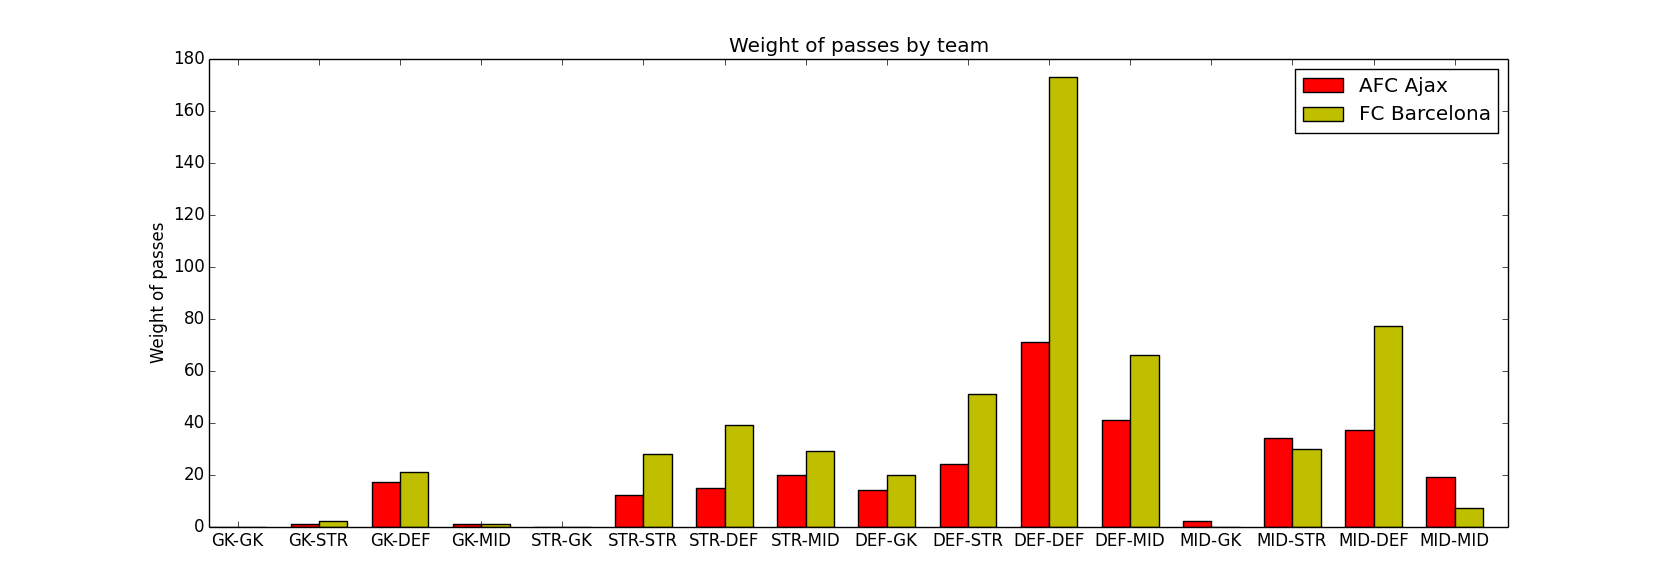 Weight of passes by team
180
160
140
120
100
80
60
40
20
0
Weight of passes
AFC Ajax
FC Barcelona
GK-GK GK-STR GK-DEF GK-MID STR-GK STR-STR STR-DEF STR-MID DEF-GK DEF-STR DEF-DEF DEF-MID MID-GK MID-STR MID-DEF MID-MID